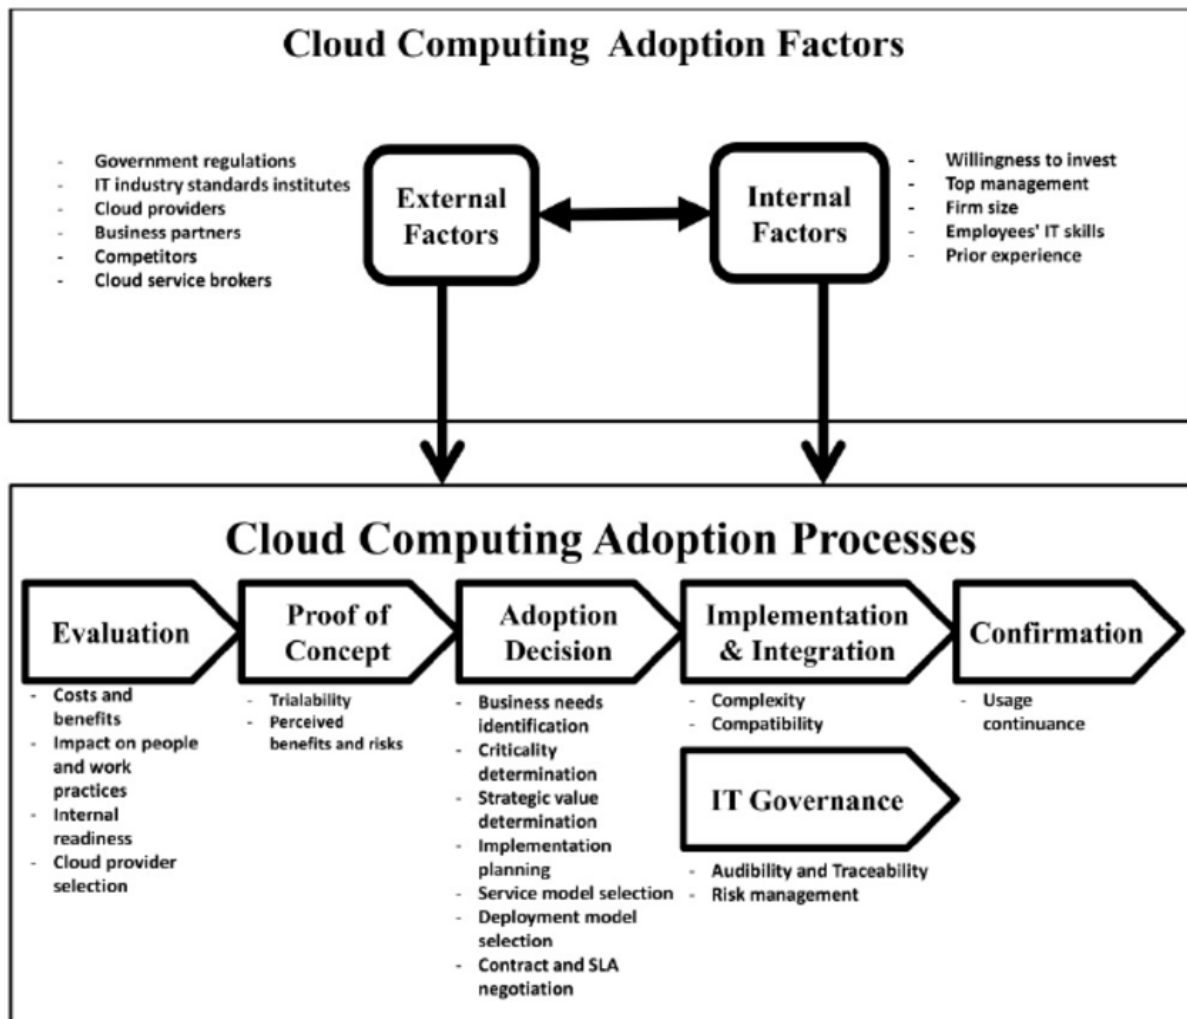 Cloud Computing Adoption Factors
- Government regulations
- IT industry standards institutes
- Cloud providers
- Business partners
- Competitors
- Cloud service brokers
External
Factors
Internal
Factors
- Willingness to invest
- Top management
- Firm size
- Employees' IT skills
- Prior experience
Cloud Computing Adoption Processes
Evaluation
- Costs and
benefits
- Impact on people
and work
practices
- Internal
readiness
- Cloud provider
selection
Proof of
Concept
- Trialability
- Perceived
benefits and risks
Adoption
Decision
- Business needs
identification
- Criticality
determination
- Strategic value
determination
- Implementation
planning
- Service model selection
- Deployment model
selection
- Contract and SLA
negotiation
Implementation
& Integration
- Complexity
- Compatibility
IT Governance
- Audibility and Traceability
- Risk management
Confirmation
- Usage
continuance